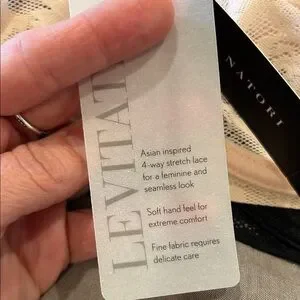 LEVITAT
NATORI
Asian inspired
4-way stretch lace
for a feminine and
seamless look
Soft hand feel for
extreme comfort
Fine fabric requires
delicate care